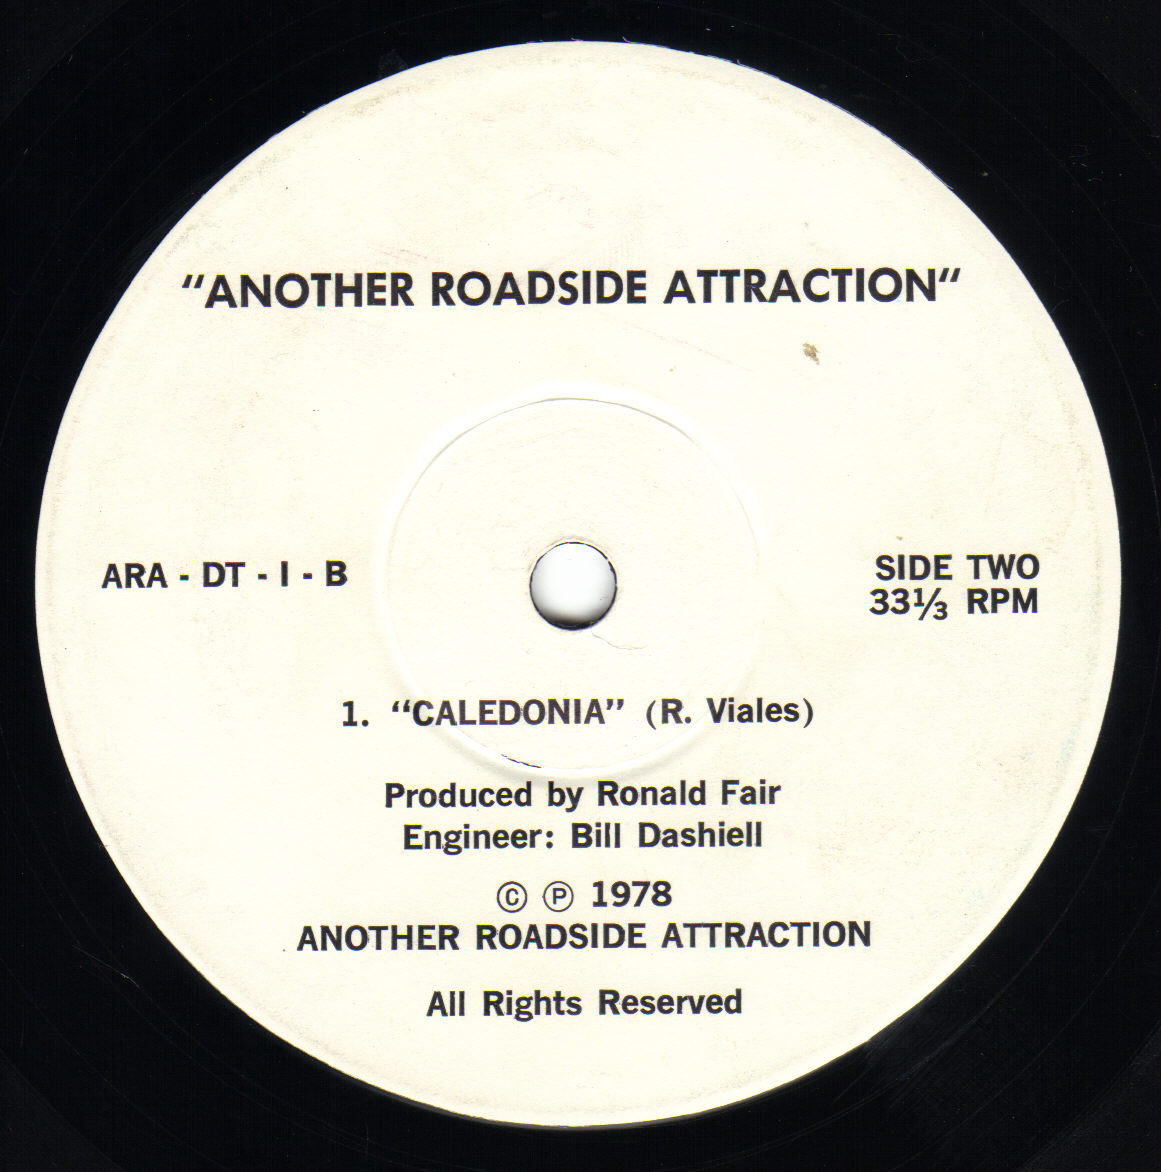 "ANOTHER ROADSIDE ATTRACTION"
ARA - DT - I - B
SIDE TWO
33⅓ RPM
1. "CALEDONIA" (R. Viales)
Produced by Ronald Fair
Engineer: Bill Dashiell
© ℗ 1978
ANOTHER ROADSIDE ATTRACTION
All Rights Reserved